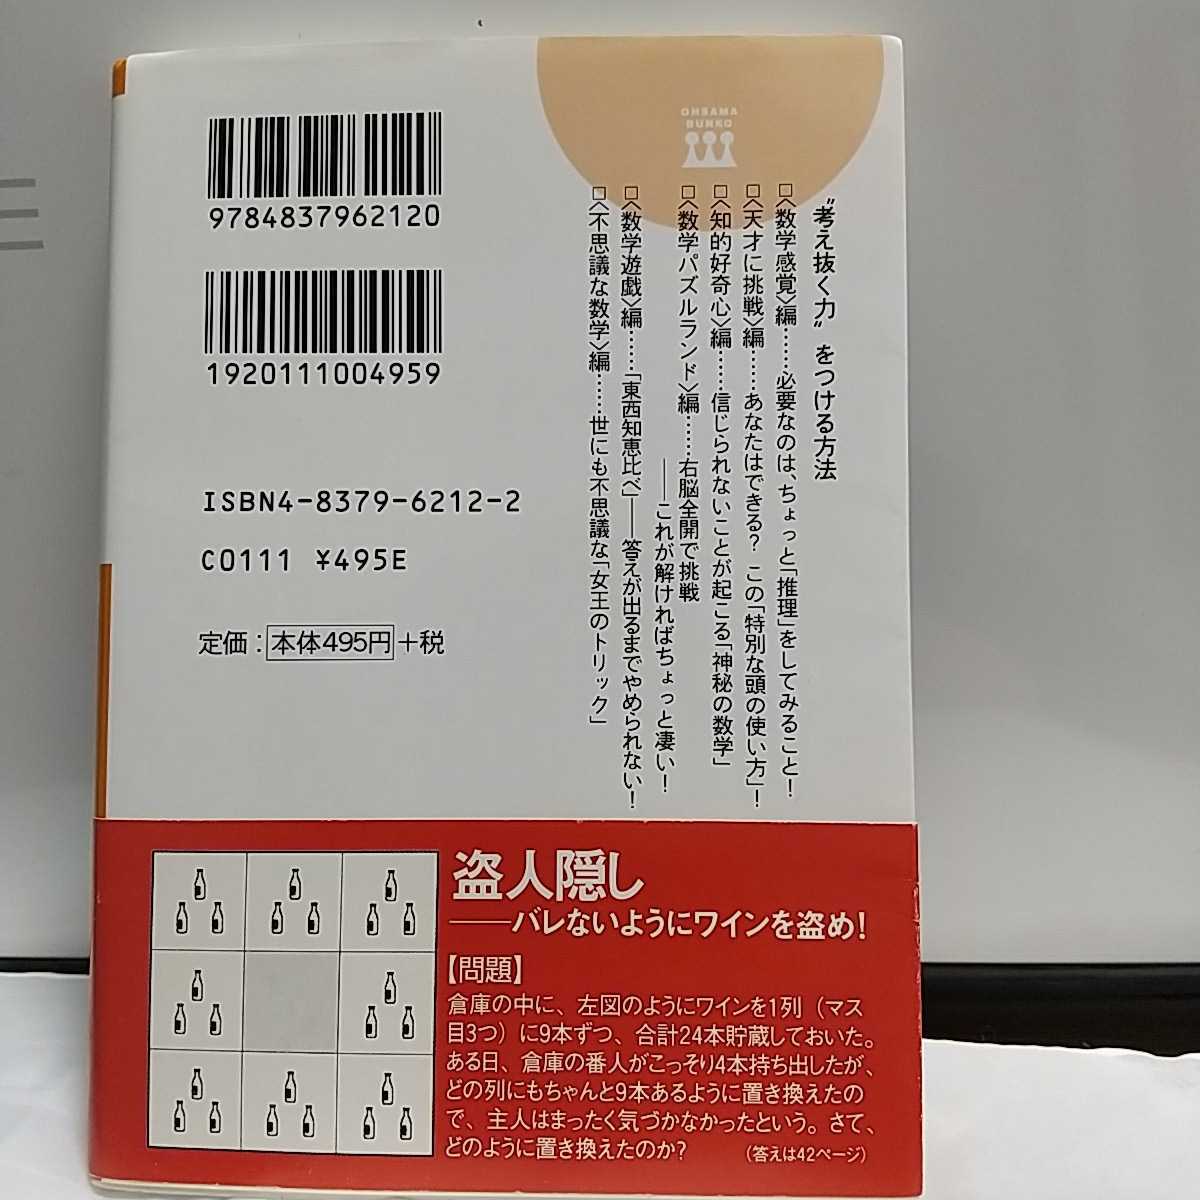 OHSAMA
BUNKO
9784837962120
1920111004959
ISBN4-8379-6212-2
C0111 ¥495E
定価：本体495円＋税
“考え抜く力”をつける方法
□〈数学感覚〉編……必要なのは、ちょっと「推理」をしてみること！
□〈天才に挑戦〉編……あなたはできる？ この「特別な頭の使い方」！
□〈知的好奇心〉編……信じられないことが起こる「神秘の数学」
□〈数学パズルランド〉編……右脳全開で挑戦
――これが解ければちょっと凄い！
□〈数学遊戯〉編……「東西知恵比べ」――答えが出るまでやめられない！
□〈不思議な数学〉編……世にも不思議な「女王のトリック」
盗人隠し
――バレないようにワインを盗め！
【問題】
倉庫の中に、左図のようにワインを1列（マス
目3つ）に9本ずつ、合計24本貯蔵しておいた。
ある日、倉庫の番人がこっそり4本持ち出したが、
どの列にもちゃんと9本あるように置き換えたの
で、主人はまったく気づかなかったという。さて、
どのように置き換えたのか？
（答えは42ページ）